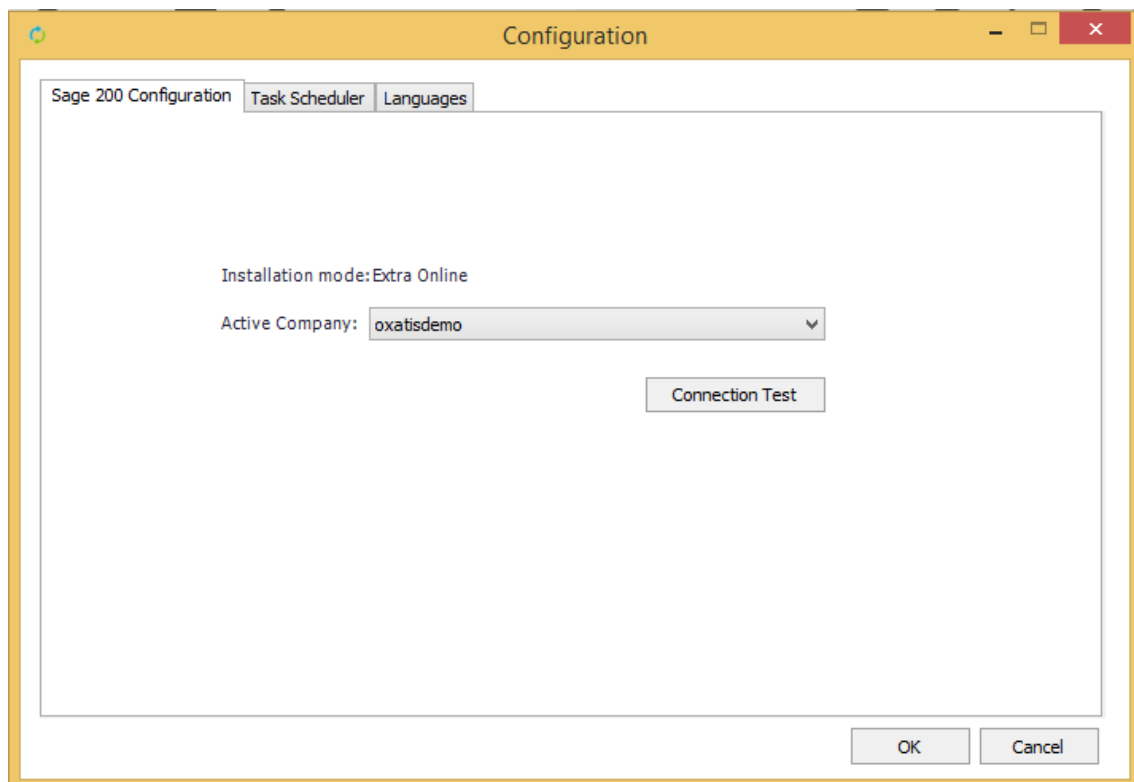 Configuration
Sage 200 Configuration Task Scheduler Languages
Installation mode:Extra Online
Active Company: oxatisdemo
Connection Test
OK Cancel